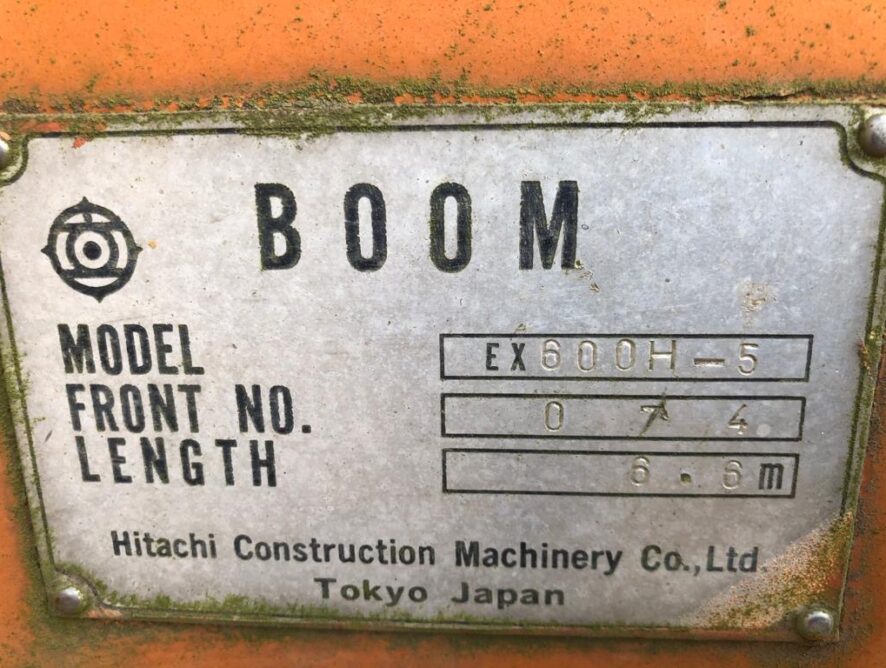 BOOM
MODEL EX600H-5
FRONT NO. 074
LENGTH 6.6m
Hitachi Construction Machinery Co.,Ltd.
Tokyo Japan